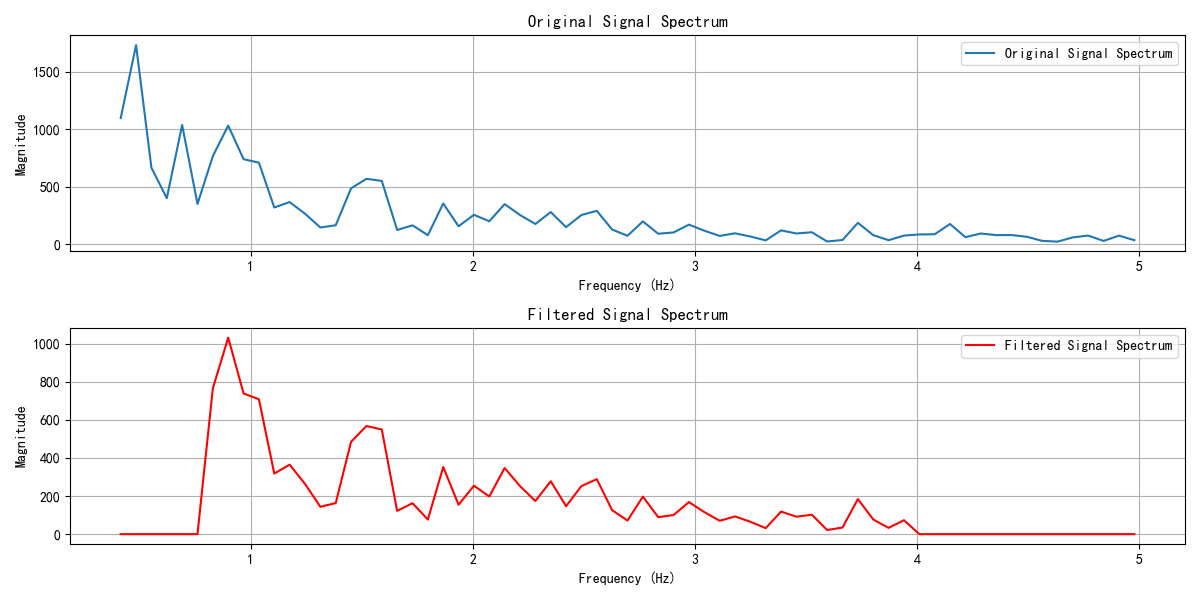 Original Signal Spectrum
Original Signal Spectrum
Magnitude
1500
1000
500
0
1 2 3 4 5
Frequency (Hz)
Filtered Signal Spectrum
Filtered Signal Spectrum
Magnitude
1000
800
600
400
200
0
1 2 3 4 5
Frequency (Hz)